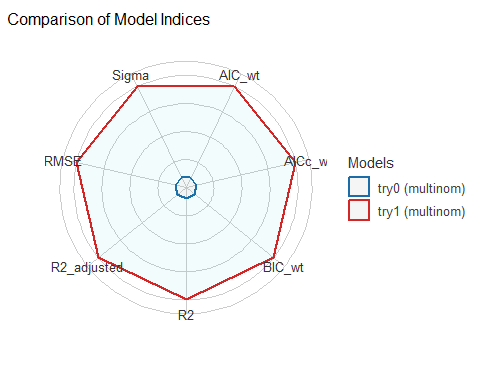 Comparison of Model Indices
Sigma
AIC_wt
RMSE
AICc_w
Models
try0 (multinom)
try1 (multinom)
R2_adjusted
BIC_wt
R2